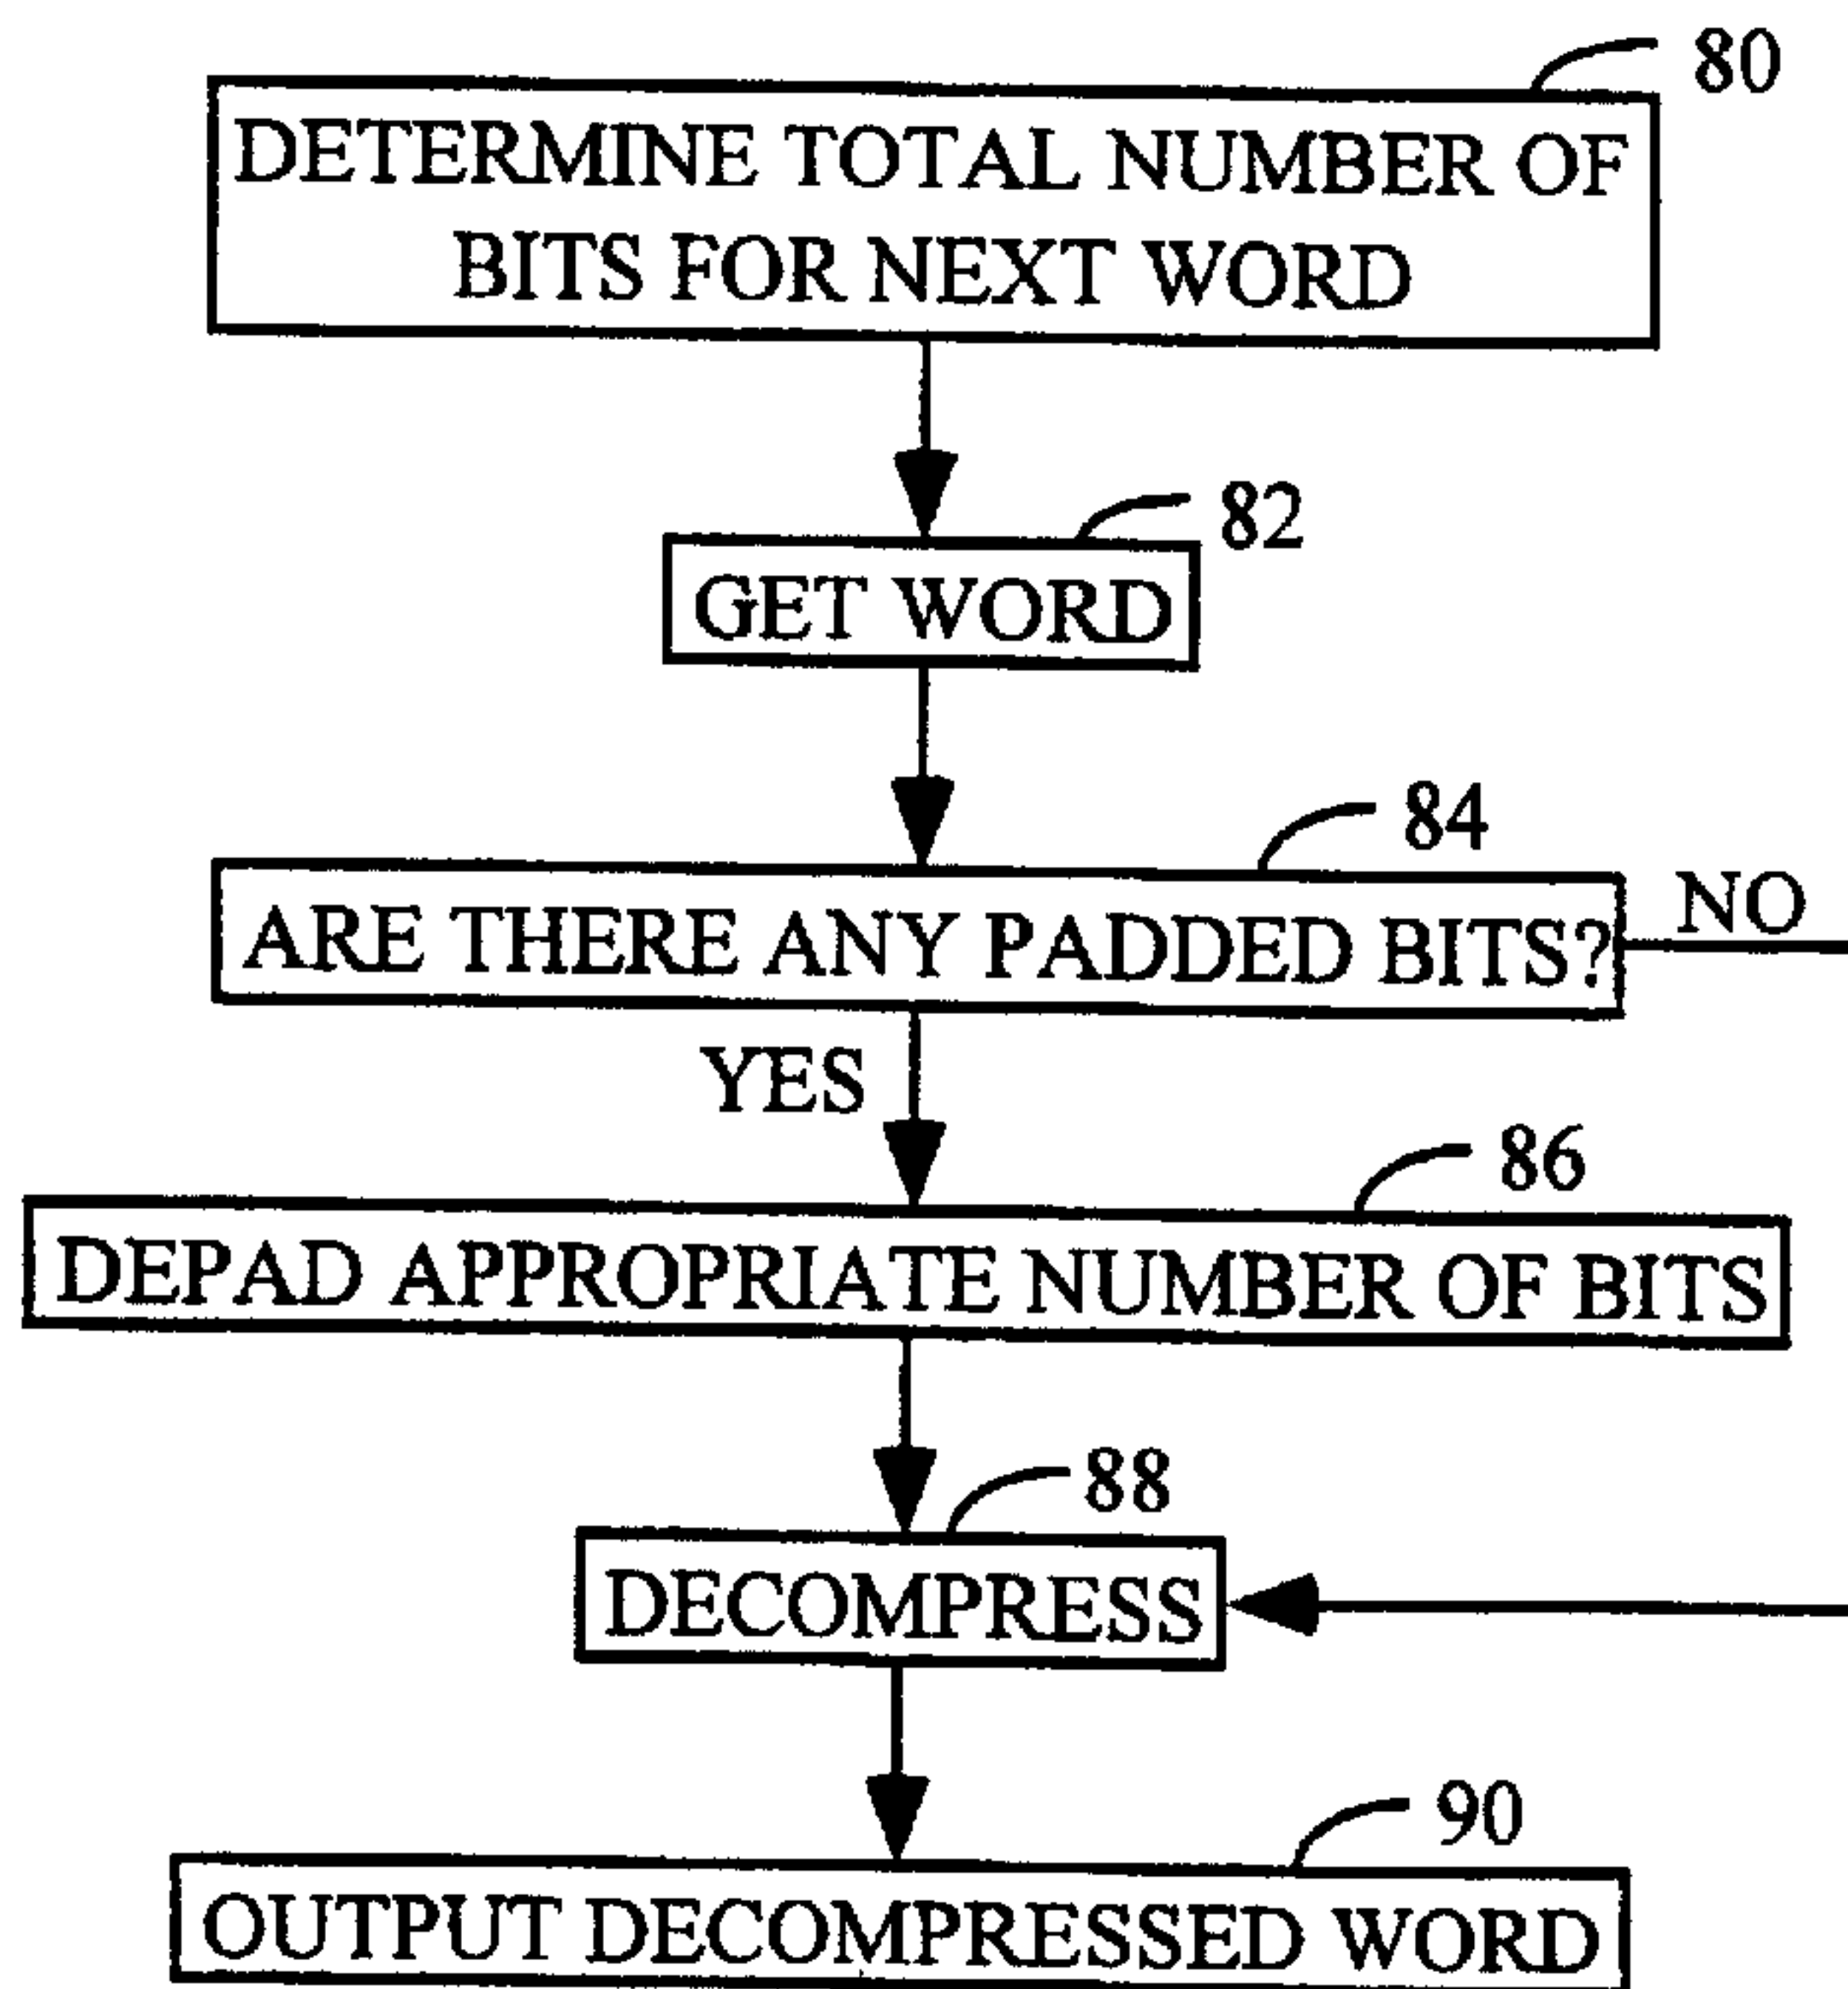 80
DETERMINE TOTAL NUMBER OF
BITS FOR NEXT WORD
82
GET WORD
84
ARE THERE ANY PADDED BITS?
NO
YES
86
DEPAD APPROPRIATE NUMBER OF BITS
88
DECOMPRESS
90
OUTPUT DECOMPRESSED WORD